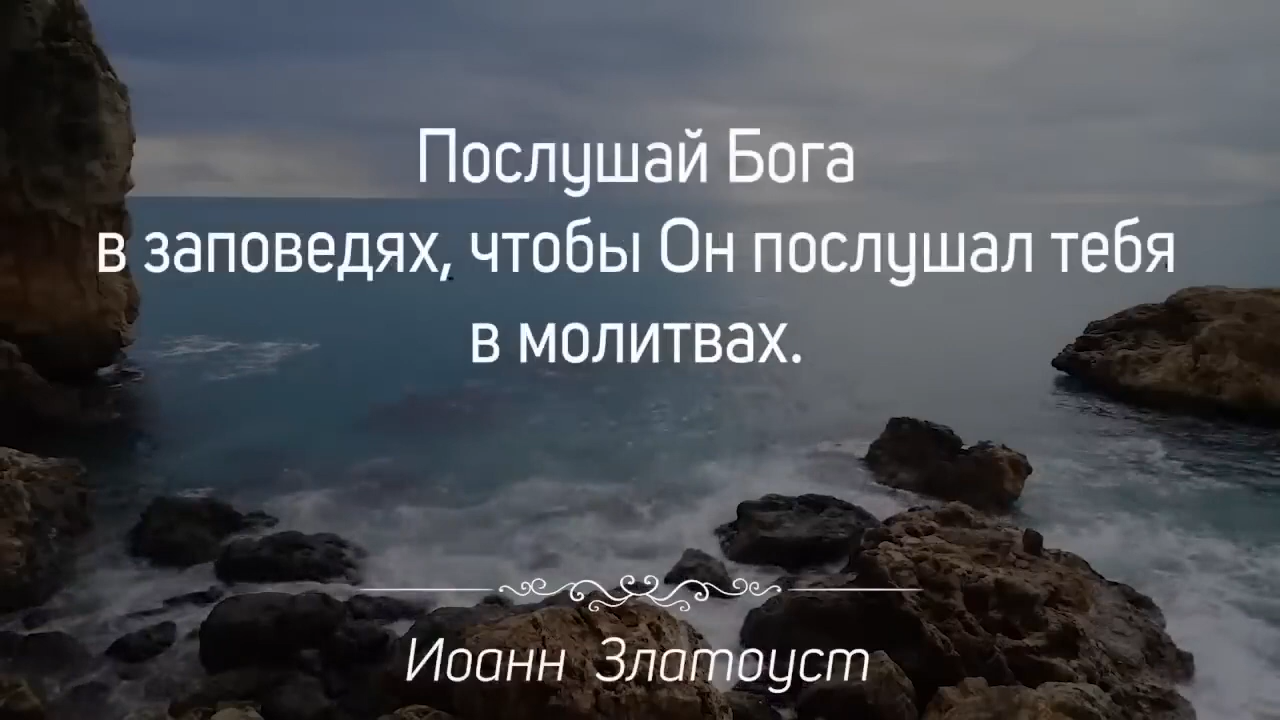 Послушай Бога
в заповедях, чтобы Он послушал тебя
в молитвах.
Иоанн Златоуст